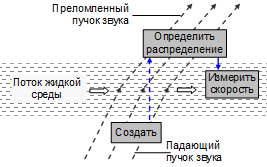 Преломленный
пучок звука
Определить
распределение
Поток жидкой
среды
Измерить
скорость
Создать
Падающий
пучок звука